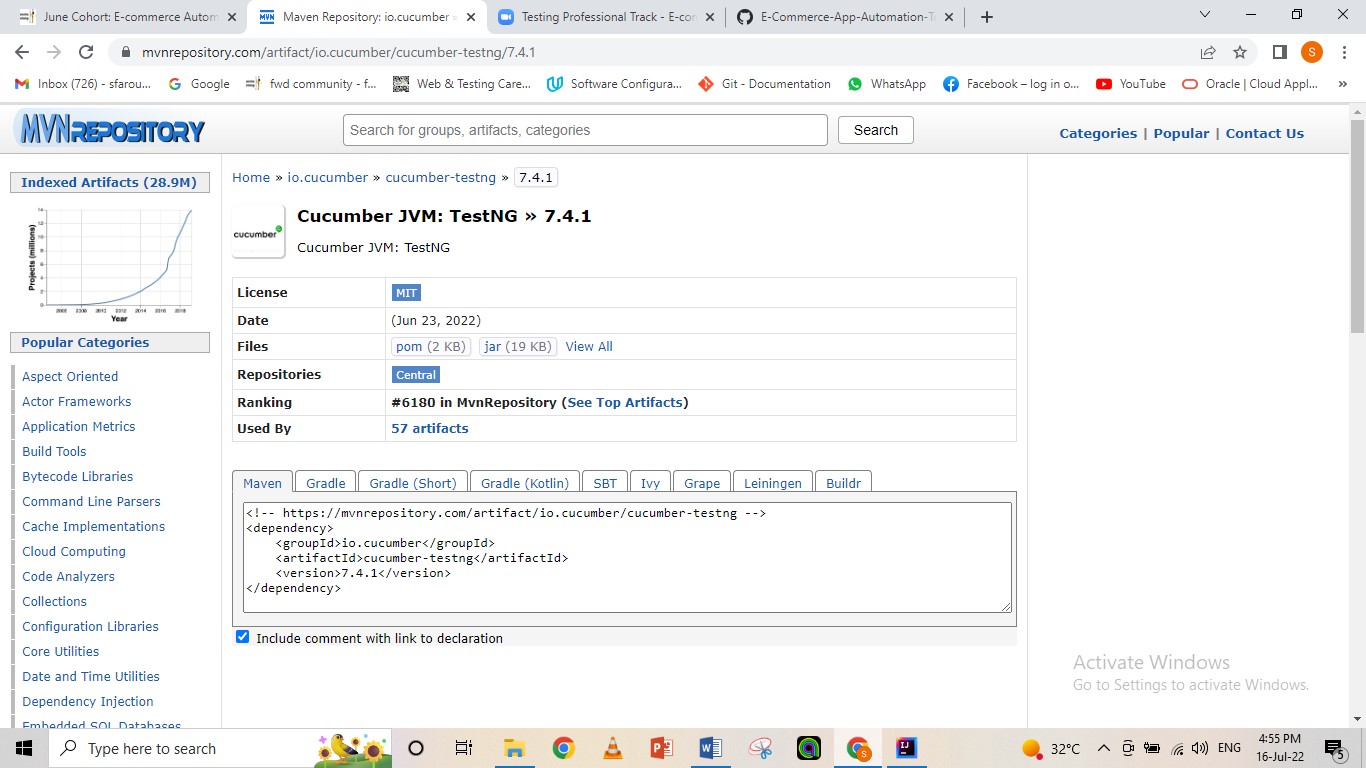 June Cohort: E-commerce Autom
Maven Repository: io.cucumber »
Testing Professional Track - E-con
E-Commerce-App-Automation-T
mvnrepository.com/artifact/io.cucumber/cucumber-testng/7.4.1
S
Inbox (726) - sfarou...
Google
fwd community - f...
Web & Testing Care...
Software Configura...
Git - Documentation
WhatsApp
Facebook – log in o...
YouTube
Oracle | Cloud Appl...
»
MVNREPOSITORY
Search for groups, artifacts, categories
Search
Categories | Popular | Contact Us
Indexed Artifacts (28.9M)
Projects (millions)
Year
Popular Categories
Aspect Oriented
Actor Frameworks
Application Metrics
Build Tools
Bytecode Libraries
Command Line Parsers
Cache Implementations
Cloud Computing
Code Analyzers
Collections
Configuration Libraries
Core Utilities
Date and Time Utilities
Dependency Injection
Embedded SQL Databases
Home » io.cucumber » cucumber-testng » 7.4.1
cucumber
Cucumber JVM: TestNG » 7.4.1
Cucumber JVM: TestNG
License MIT
Date (Jun 23, 2022)
Files pom (2 KB) jar (19 KB) View All
Repositories Central
Ranking #6180 in MvnRepository (See Top Artifacts)
Used By 57 artifacts
Maven Gradle Gradle (Short) Gradle (Kotlin) SBT Ivy Grape Leiningen Buildr
<!-- https://mvnrepository.com/artifact/io.cucumber/cucumber-testng -->
<dependency>
    <groupId>io.cucumber</groupId>
    <artifactId>cucumber-testng</artifactId>
    <version>7.4.1</version>
</dependency>
Include comment with link to declaration
Activate Windows
Go to Settings to activate Windows.
Type here to search
32°C
ENG
4:55 PM
16-Jul-22
5